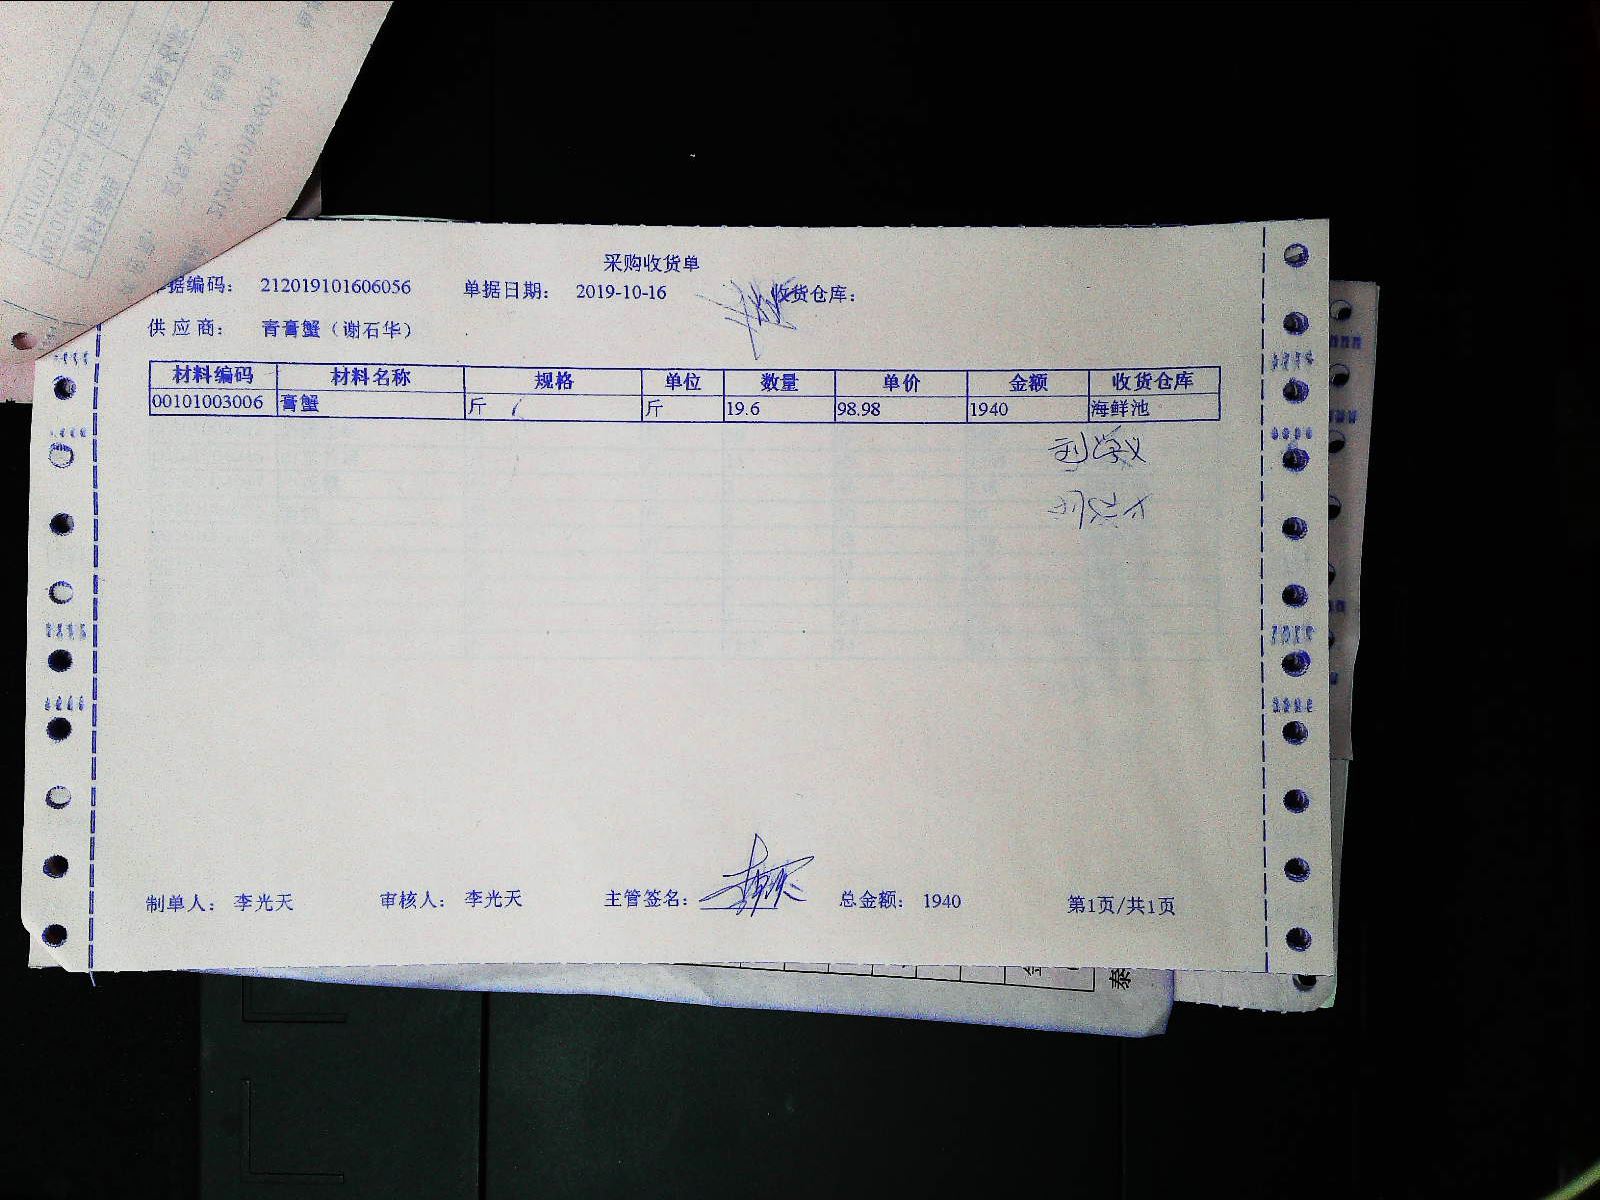 采购收货单
单据编码： 212019101606056 单据日期： 2019-10-16 收货仓库：
供应商： 青膏蟹（谢石华）
材料编码 材料名称 规格 单位 数量 单价 金额 收货仓库
00101003006 膏蟹 斤 斤 19.6 98.98 1940 海鲜池
制单人： 李光天 审核人： 李光天 主管签名： 总金额： 1940 第1页/共1页
泰